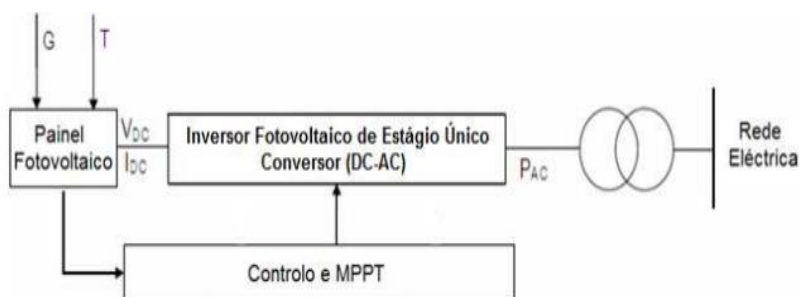 G
T
Painel
Fotovoltaico
VDC
IDC
Inversor Fotovoltaico de Estágio Único
Conversor (DC-AC)
PAC
Rede
Eléctrica
Controlo e MPPT